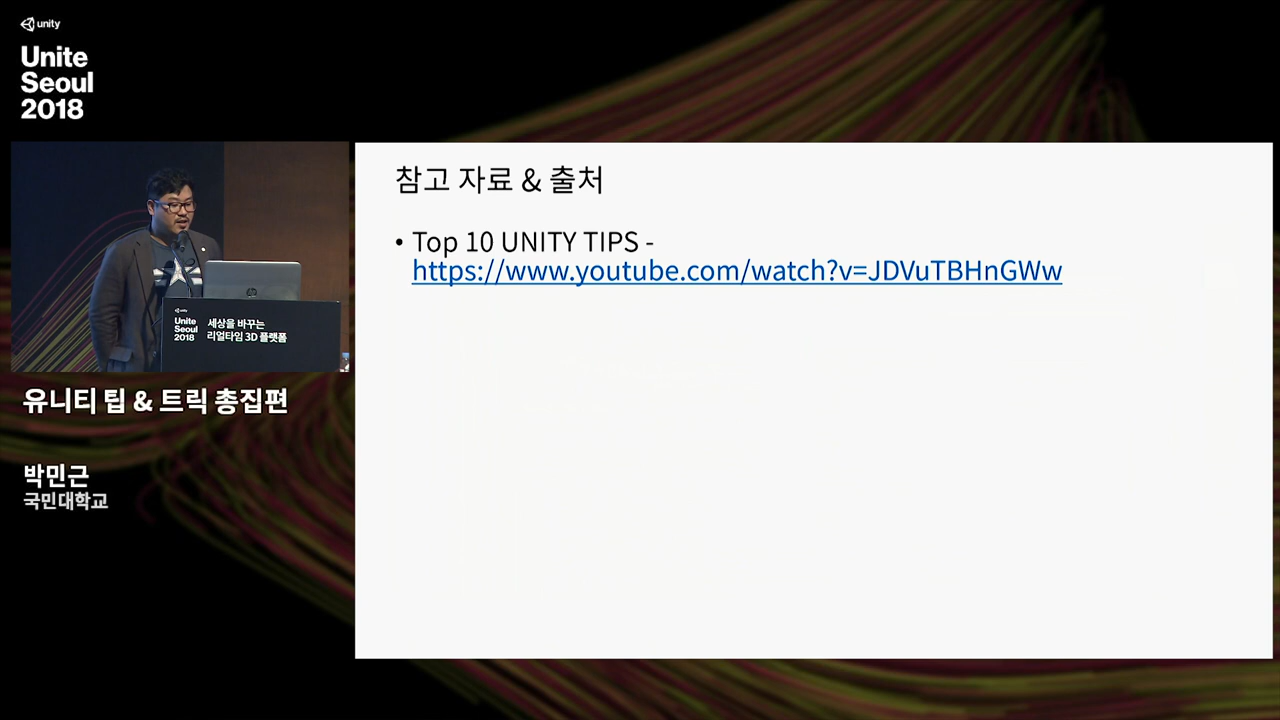 unity
Unite
Seoul
2018
참고 자료 & 출처
• Top 10 UNITY TIPS -
https://www.youtube.com/watch?v=JDVuTBHnGWw
hp
unity
Unite
Seoul
2018
세상을 바꾸는
리얼타임 3D 플랫폼
유니티 팁 & 트릭 총집편
박민근
국민대학교